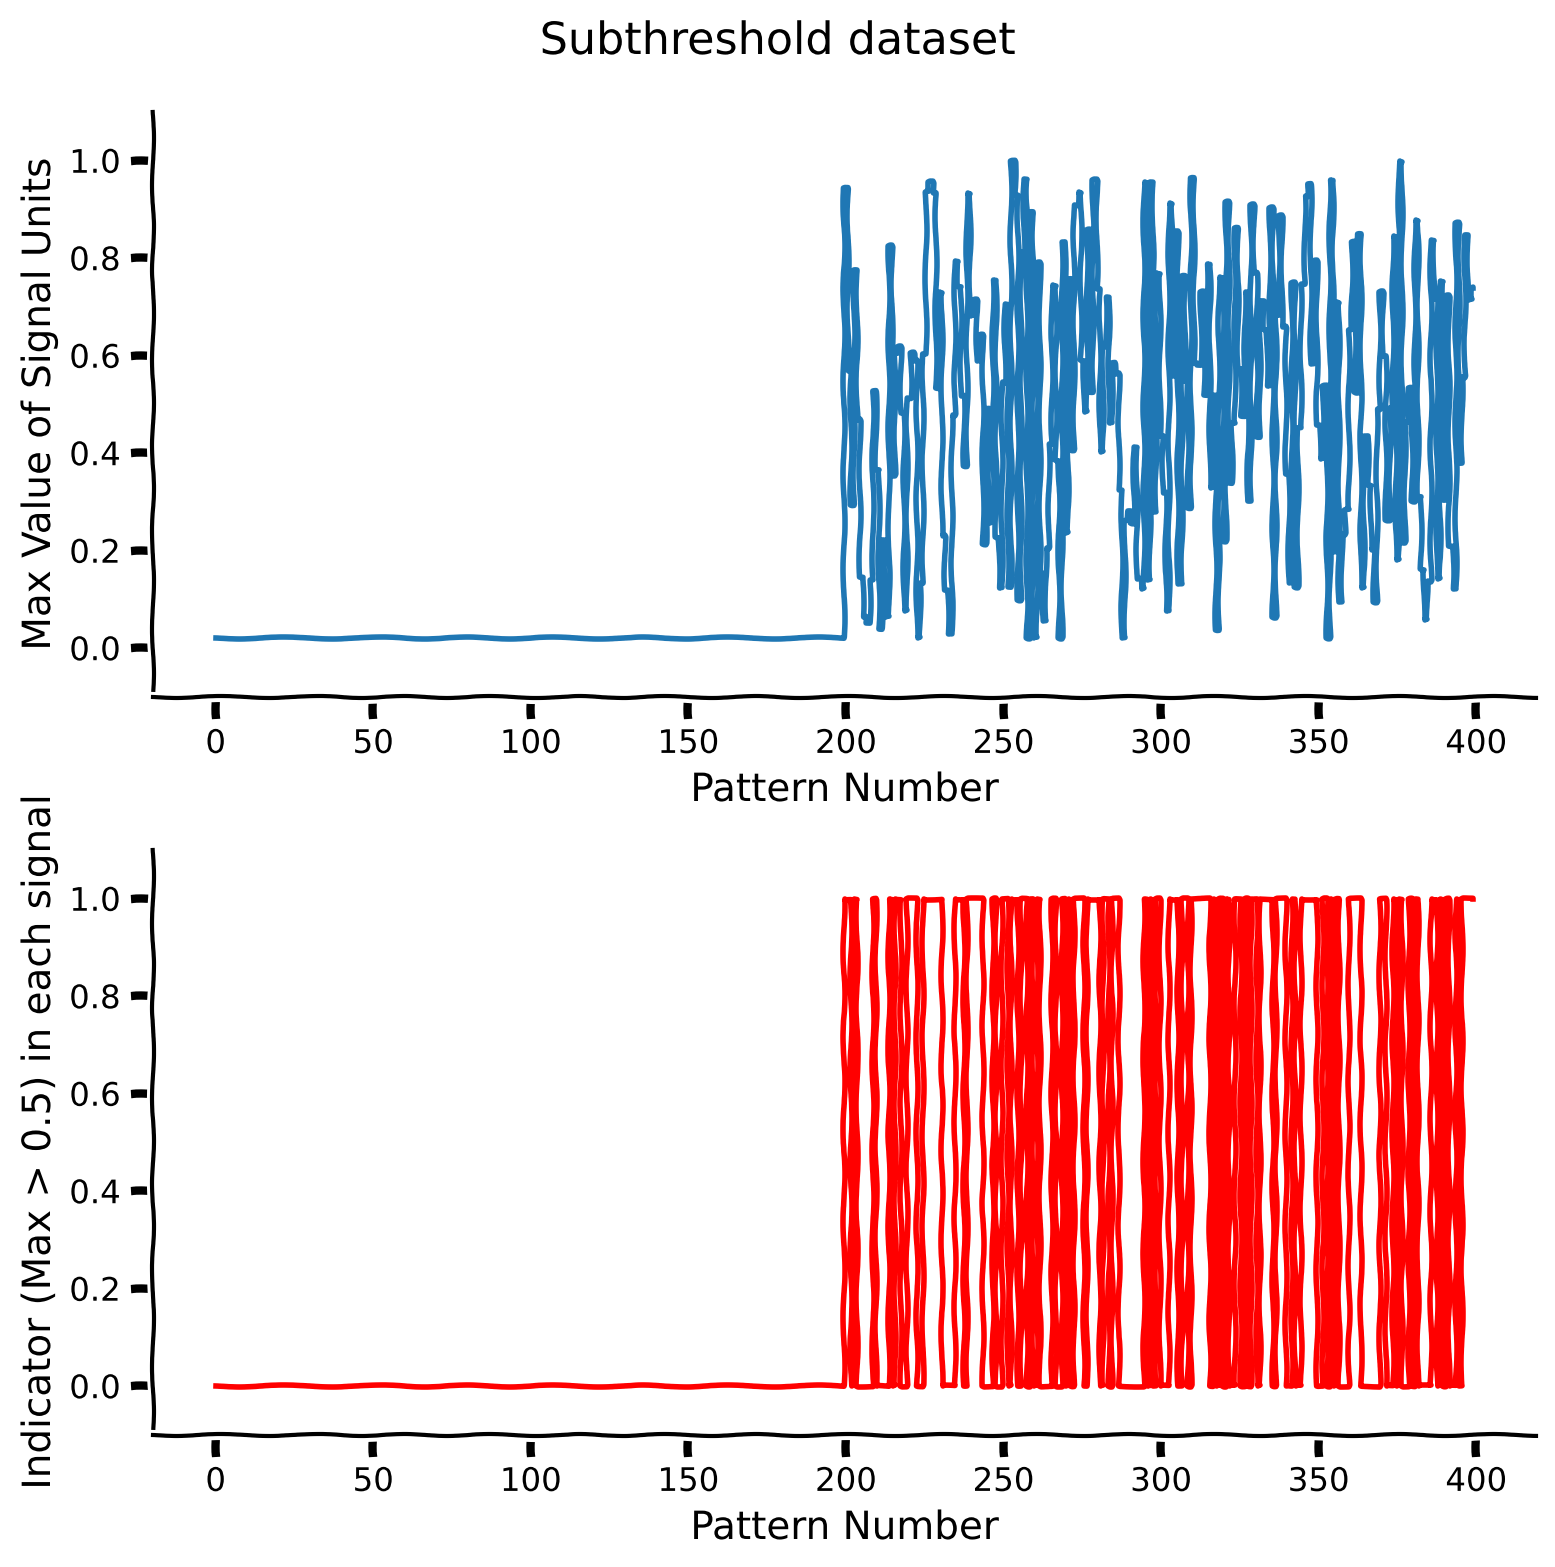 Subthreshold dataset
Max Value of Signal Units
1.0
0.8
0.6
0.4
0.2
0.0
0 50 100 150 200 250 300 350 400
Pattern Number
Indicator (Max > 0.5) in each signal
1.0
0.8
0.6
0.4
0.2
0.0
0 50 100 150 200 250 300 350 400
Pattern Number